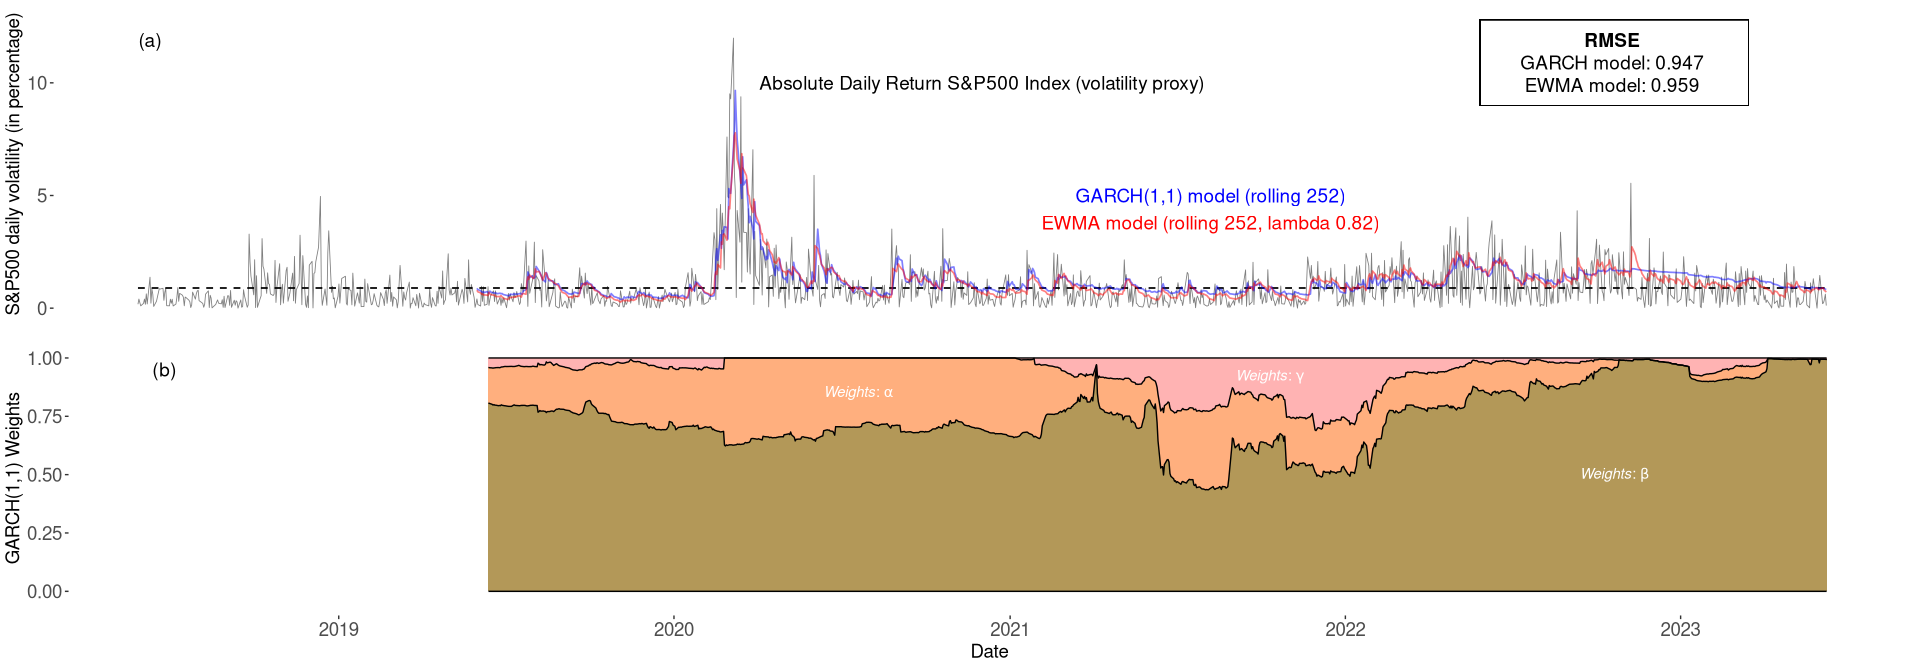 (a)
S&P500 daily volatility (in percentage)
10
5
0
Absolute Daily Return S&P500 Index (volatility proxy)
RMSE
GARCH model: 0.947
EWMA model: 0.959
GARCH(1,1) model (rolling 252)
EWMA model (rolling 252, lambda 0.82)
(b)
GARCH(1,1) Weights
1.00
0.75
0.50
0.25
0.00
Weights: γ
Weights: α
Weights: β
2019
2020
2021
2022
2023
Date